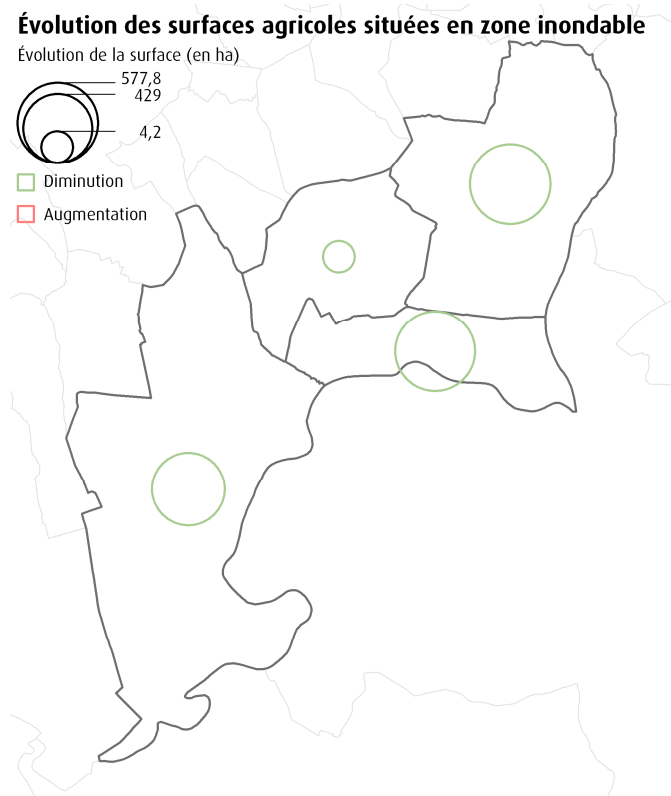 Évolution des surfaces agricoles situées en zone inondable
Évolution de la surface (en ha)
577,8
429
4,2
Diminution
Augmentation